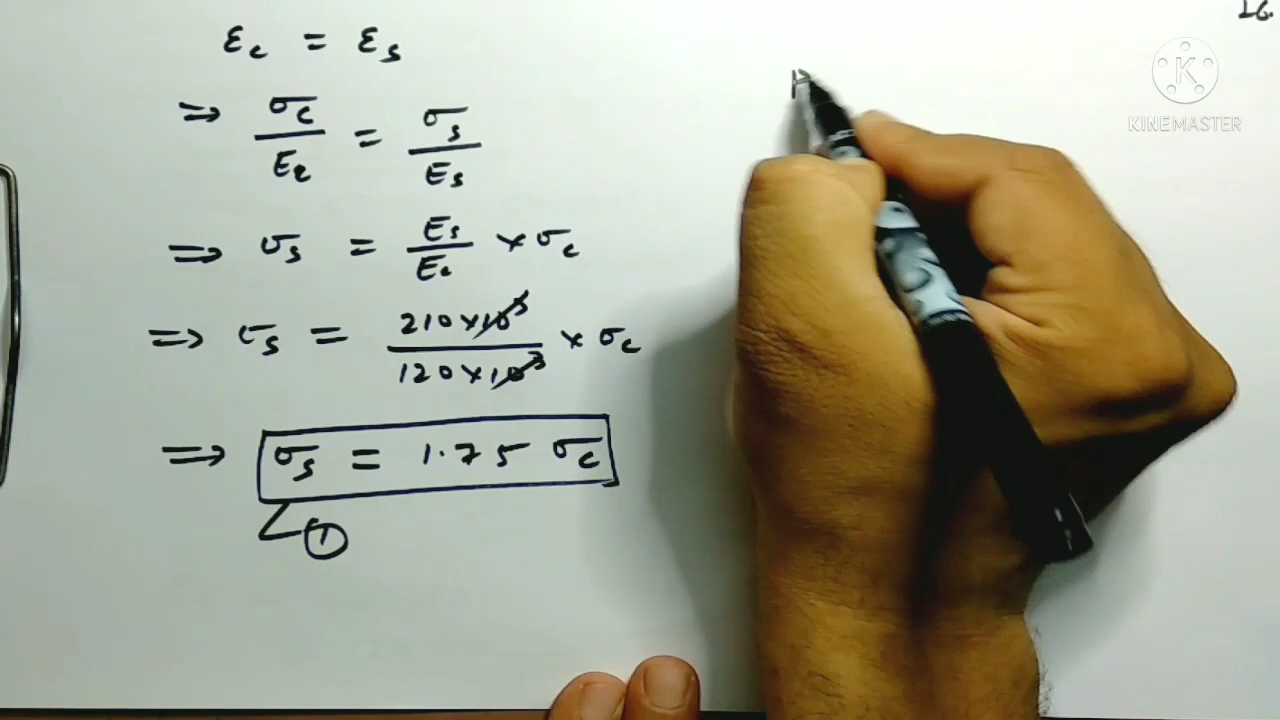 εc = εs
⇒ σc/Ec = σs/Es
⇒ σs = Es/Ec × σc
⇒ σs = 210×10³/120×10³ × σc
⇒ σs = 1.75 σc
1
16.
K
KINEMASTER